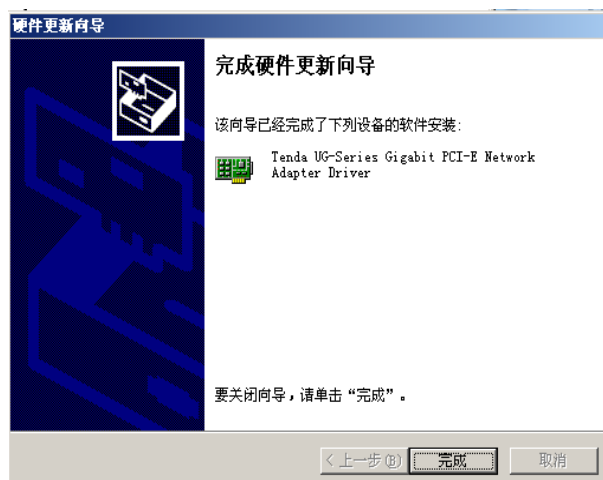 硬件更新向导
完成硬件更新向导
该向导已经完成了下列设备的软件安装:
Tenda UG-Series Gigabit PCI-E Network
Adapter Driver
要关闭向导，请单击“完成”。
< 上一步(B) 完成 取消